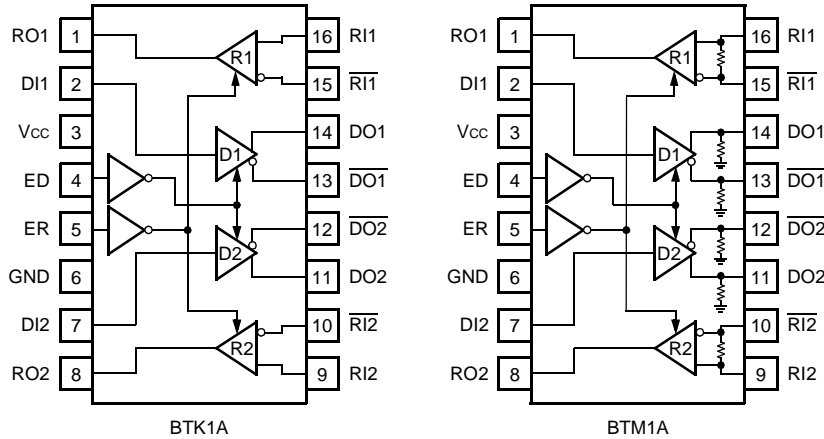 RO1 1 R1 16 RI1
DI1 2 15 RI1
VCC 3 14 DO1
D1
ED 4 13 DO1
ER 5 12 DO2
D2
GND 6 11 DO2
DI2 7 10 RI2
RO2 8 R2 9 RI2
BTK1A
RO1 1 R1 16 RI1
DI1 2 15 RI1
VCC 3 14 DO1
D1
ED 4 13 DO1
ER 5 12 DO2
D2
GND 6 11 DO2
DI2 7 10 RI2
RO2 8 R2 9 RI2
BTM1A